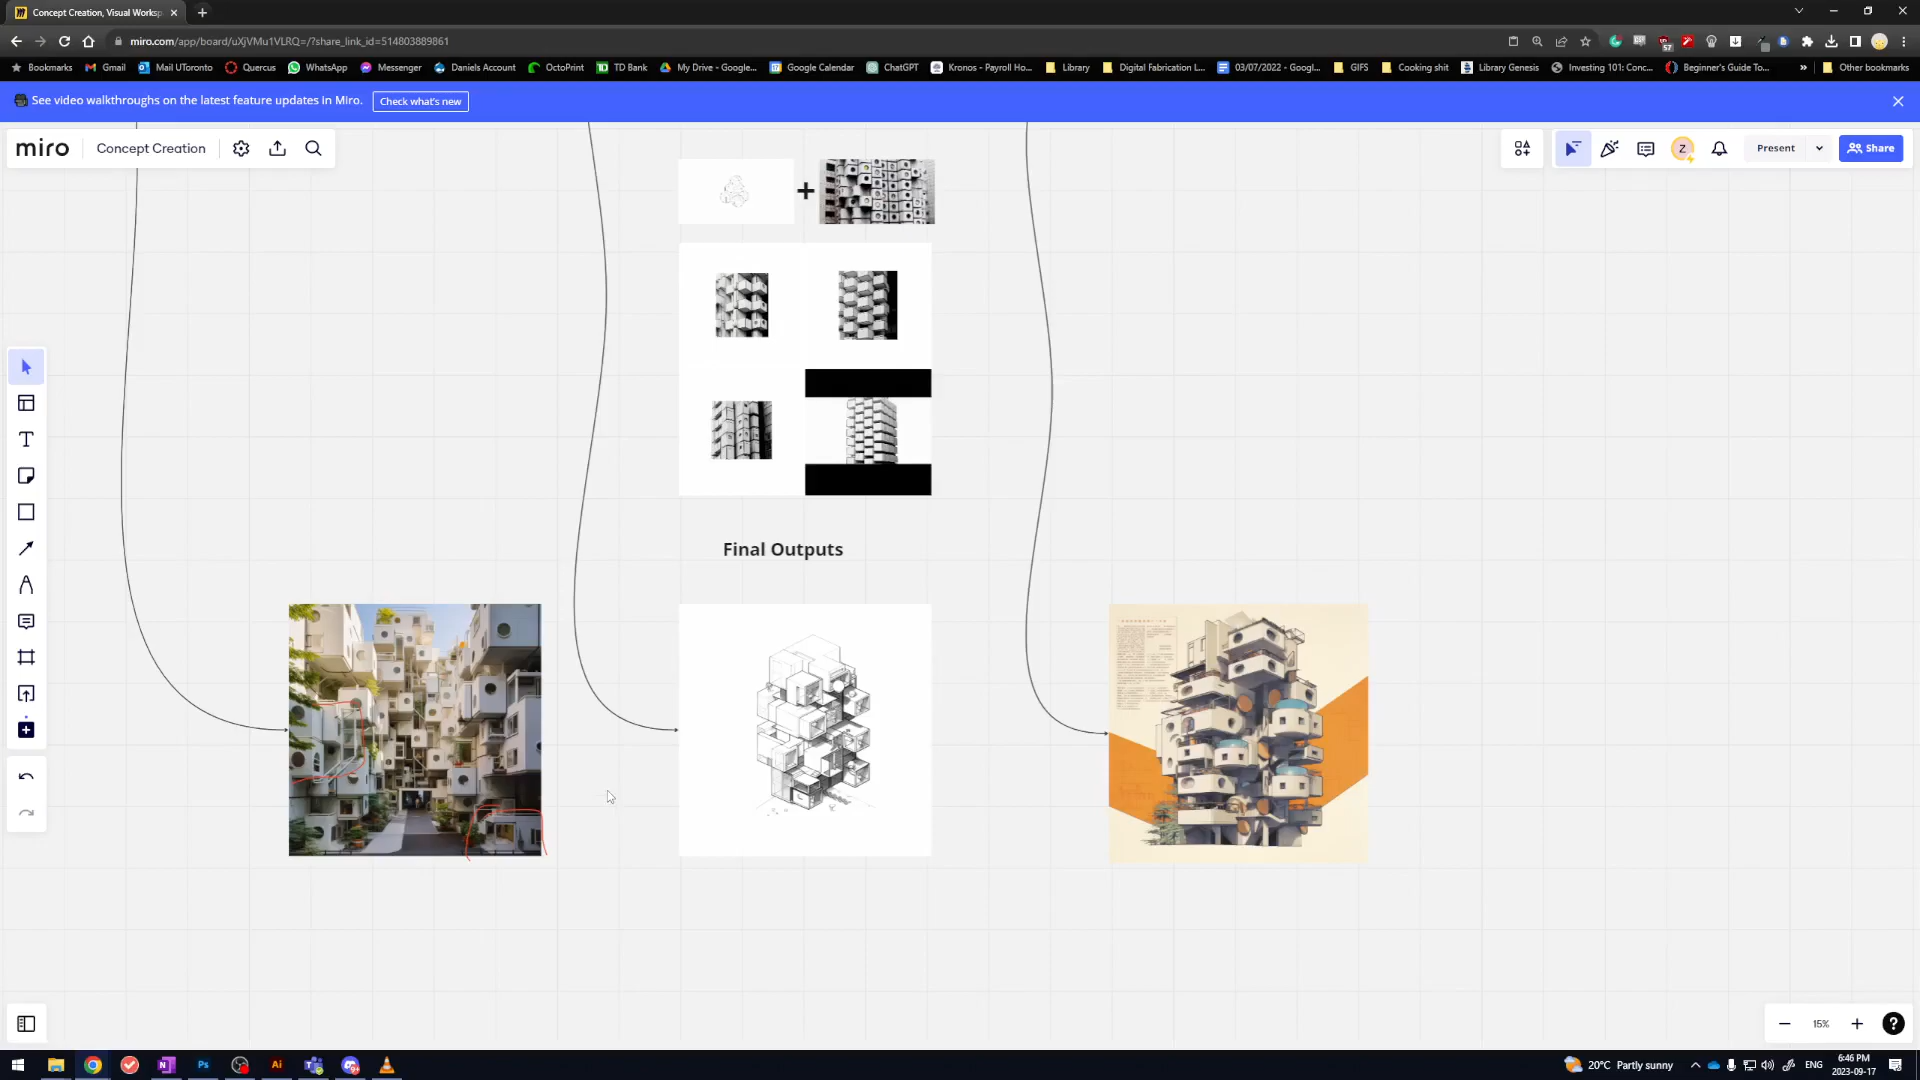 Concept Creation, Visual Worksp
miro.com/app/board/uXjVMu1VLRQ=/?share_link_id=514803889861
57
Bookmarks Gmail Mail UToronto Quercus WhatsApp Messenger Daniels Account OctoPrint TD Bank My Drive - Google... Google Calendar ChatGPT Kronos - Payroll Ho... Library Digital Fabrication L... 03/07/2022 - Googl... GIFS Cooking shit Library Genesis Investing 101: Conc... Beginner's Guide To... » Other bookmarks
See video walkthroughs on the latest feature updates in Miro. Check what's new
miro Concept Creation Z Present Share
+
T
Final Outputs
15%
?
N Ps Ai 20°C Partly sunny ENG 6:46 PM
2023-09-17